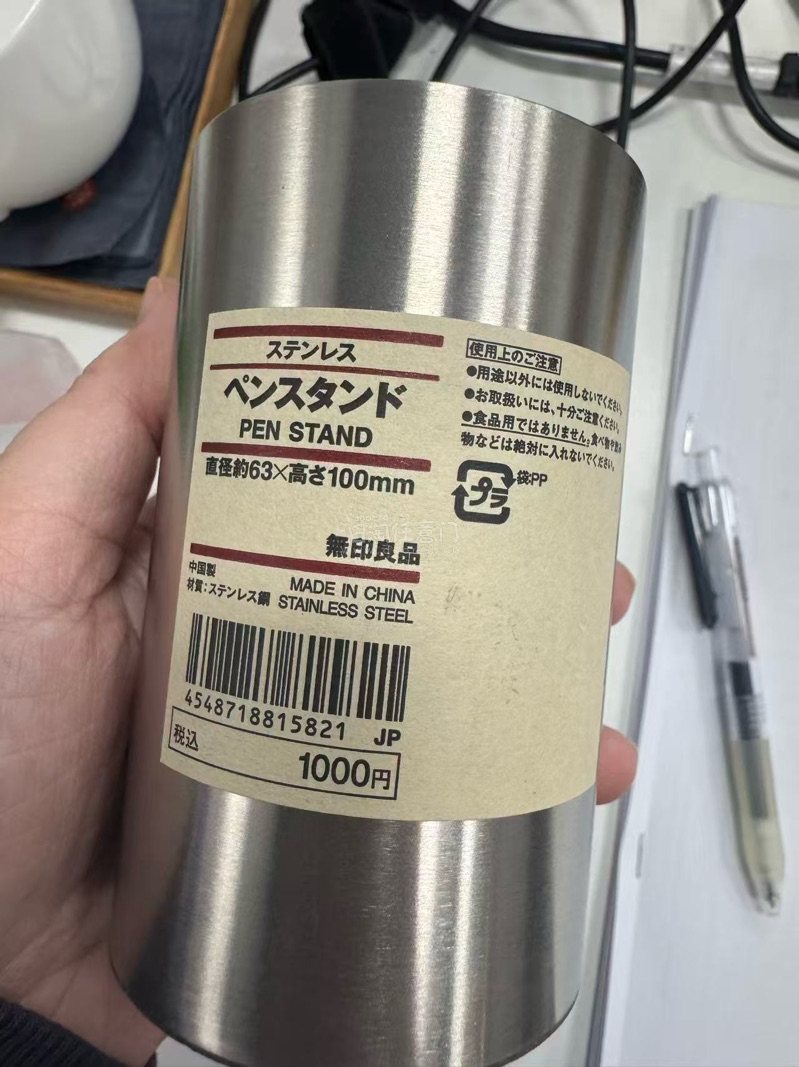 ステンレス
ペンスタンド
PEN STAND
直径約63×高さ100mm
無印良品
中国製
MADE IN CHINA
材質：ステンレス鋼 STAINLESS STEEL
4548718815821 JP
税込
1000円
使用上のご注意
●用途以外には使用しないでください。
●お取扱いには、十分ご注意ください。
●食品用ではありません。食べ物や飲み
物などは絶対に入れないでください。
プラ
袋:PP